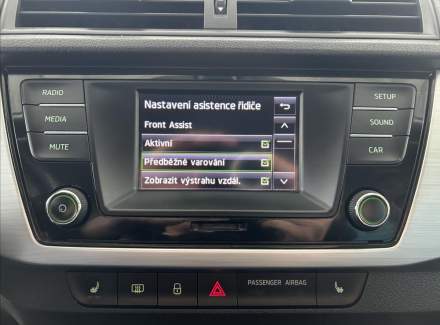 RADIO
MEDIA
MUTE
Nastavení asistence řidiče
Front Assist
Aktivní
Předběžné varování
Zobrazit výstrahu vzdál.
SETUP
SOUND
CAR
PASSENGER AIRBAG